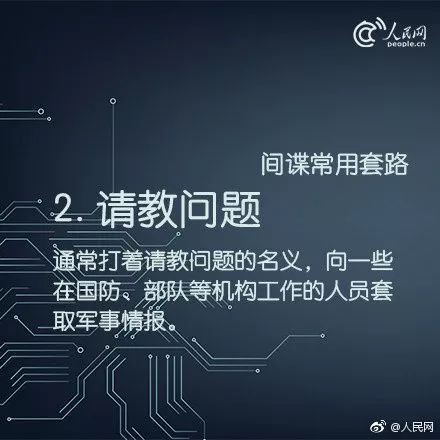 人民网
people.cn
间谍常用套路
2.请教问题
通常打着请教问题的名义，向一些
在国防、部队等机构工作的人员套
取军事情报。
@人民网